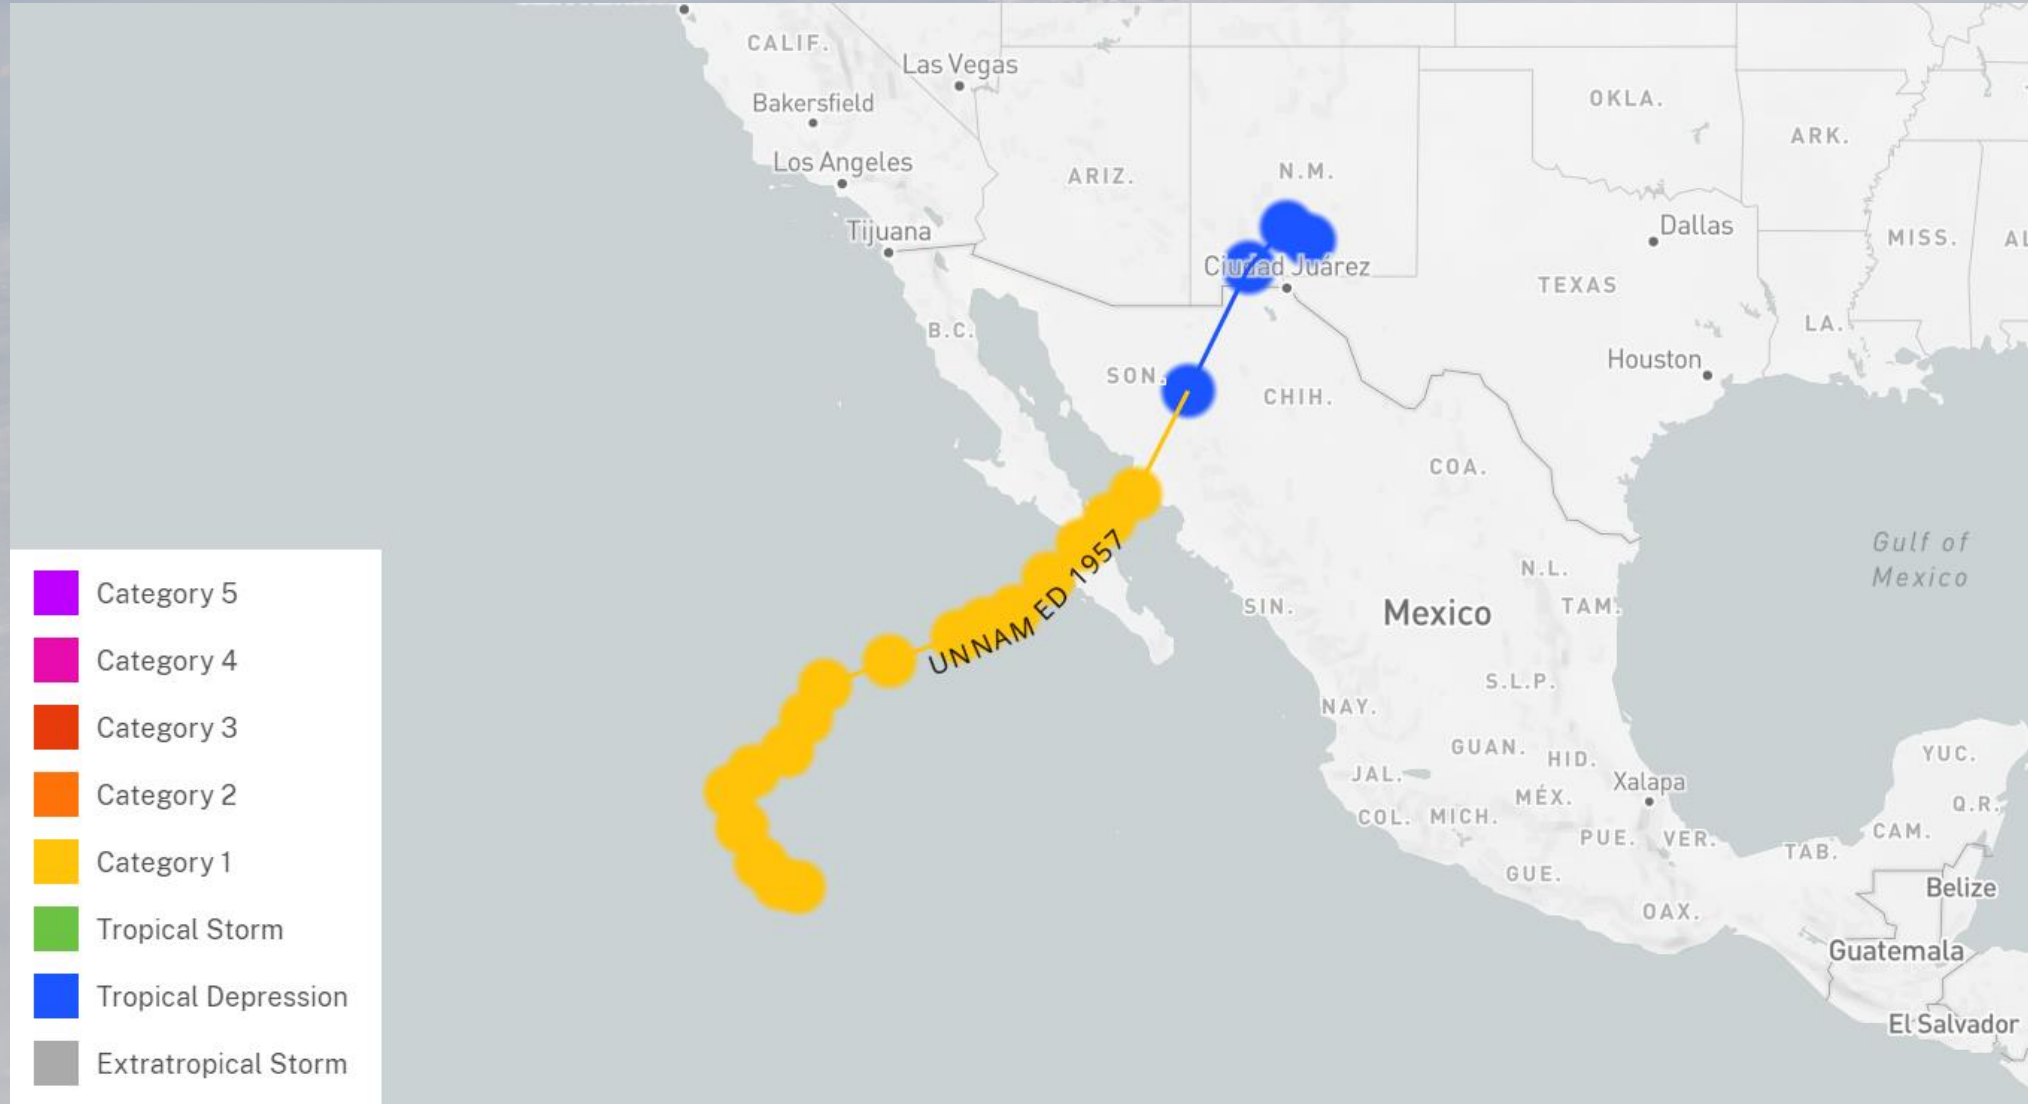 CALIF.
Las Vegas
Bakersfield
OKLA.
ARK.
Los Angeles
ARIZ.
N.M.
Tijuana
Dallas
MISS.
AL
Ciudad Juárez
TEXAS
B.C.
LA.
Houston
SON.
CHIH.
COA.
UNNAMED 1957
Gulf of
Mexico
N.L.
SIN.
Mexico
TAM.
S.L.P.
NAY.
GUAN.
HID.
YUC.
JAL.
Xalapa
MÉX.
Q.R.
COL.
MICH.
PUE.
VER.
CAM.
TAB.
GUE.
Belize
OAX.
Guatemala
El Salvador
Category 5
Category 4
Category 3
Category 2
Category 1
Tropical Storm
Tropical Depression
Extratropical Storm